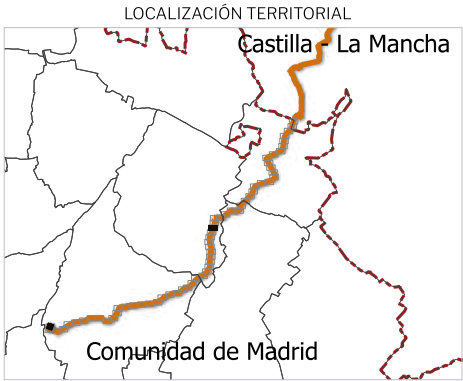 LOCALIZACIÓN TERRITORIAL
Castilla - La Mancha
Comunidad de Madrid